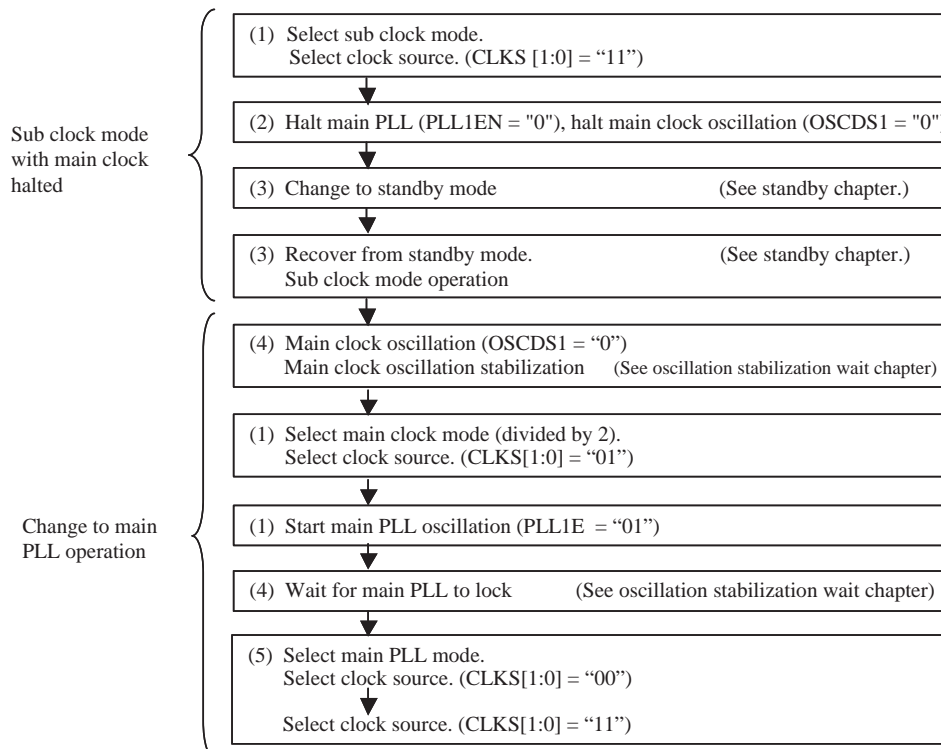 (1) Select sub clock mode.
Select clock source. (CLKS [1:0] = “11”)
(2) Halt main PLL (PLL1EN = "0"), halt main clock oscillation (OSCDS1 = "0")
Sub clock mode
with main clock
halted
(3) Change to standby mode (See standby chapter.)
(3) Recover from standby mode. (See standby chapter.)
Sub clock mode operation
(4) Main clock oscillation (OSCDS1 = “0”)
Main clock oscillation stabilization (See oscillation stabilization wait chapter)
(1) Select main clock mode (divided by 2).
Select clock source. (CLKS[1:0] = “01”)
Change to main
PLL operation
(1) Start main PLL oscillation (PLL1E = “01”)
(4) Wait for main PLL to lock (See oscillation stabilization wait chapter)
(5) Select main PLL mode.
Select clock source. (CLKS[1:0] = “00”)
Select clock source. (CLKS[1:0] = “11”)